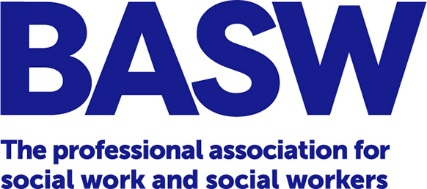 BASW
The professional association for
social work and social workers